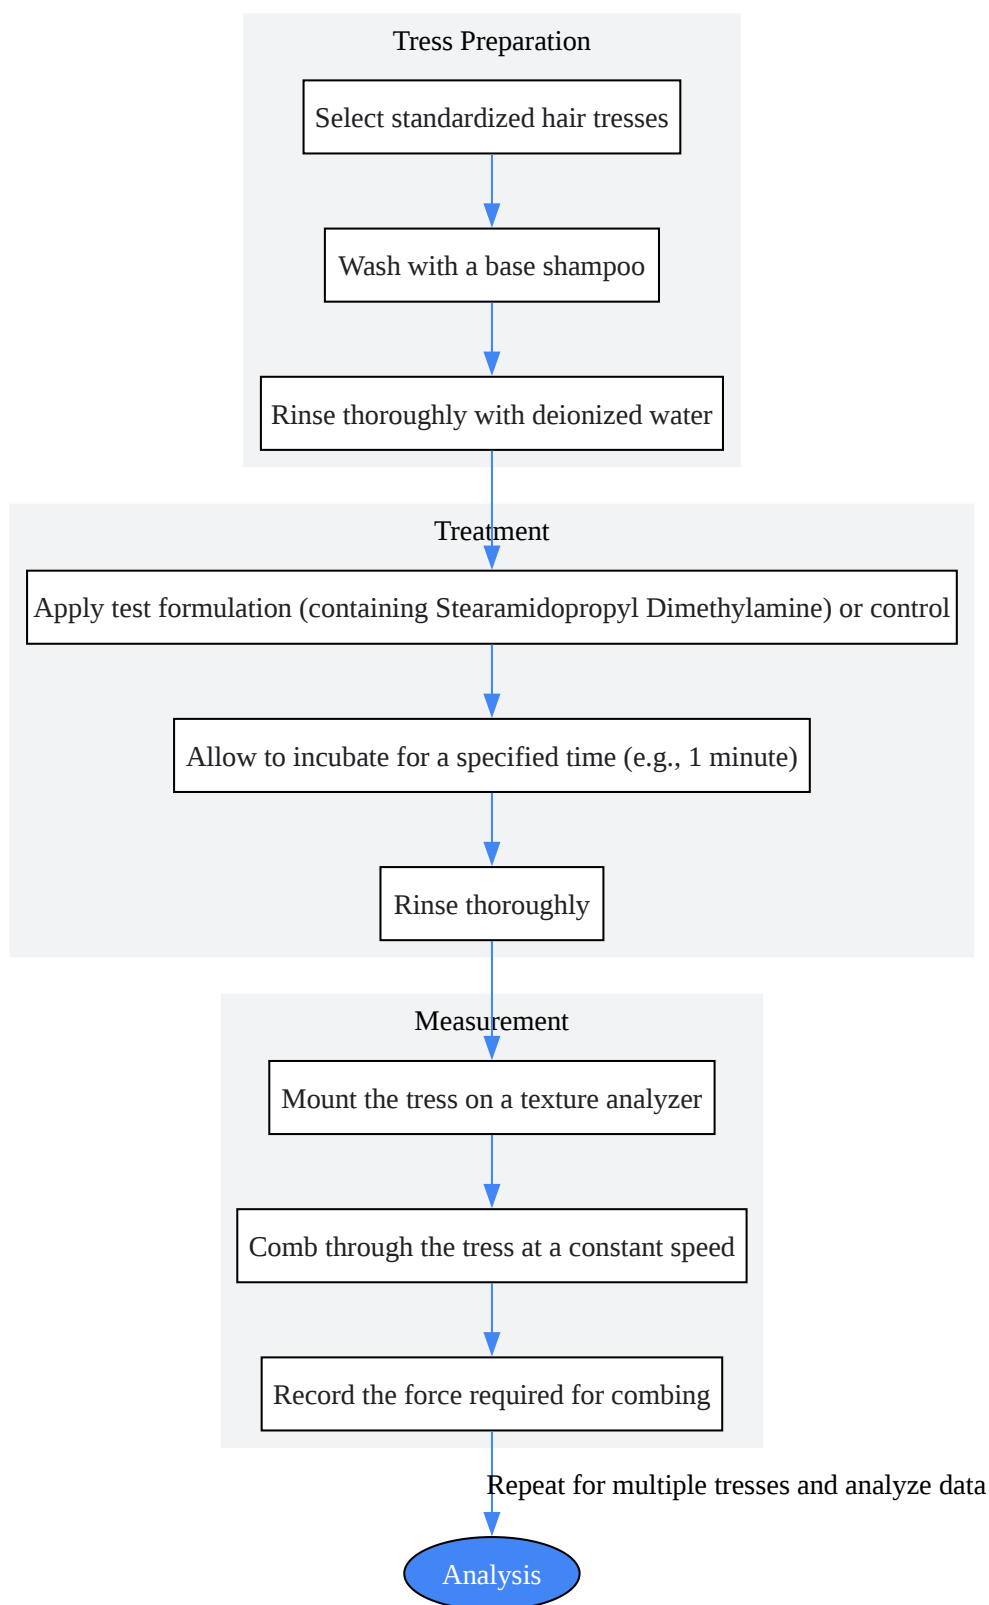 Tress Preparation
Select standardized hair tresses
Wash with a base shampoo
Rinse thoroughly with deionized water
Treatment
Apply test formulation (containing Stearamidopropyl Dimethylamine) or control
Allow to incubate for a specified time (e.g., 1 minute)
Rinse thoroughly
Measurement
Mount the tress on a texture analyzer
Comb through the tress at a constant speed
Record the force required for combing
Repeat for multiple tresses and analyze data
Analysis